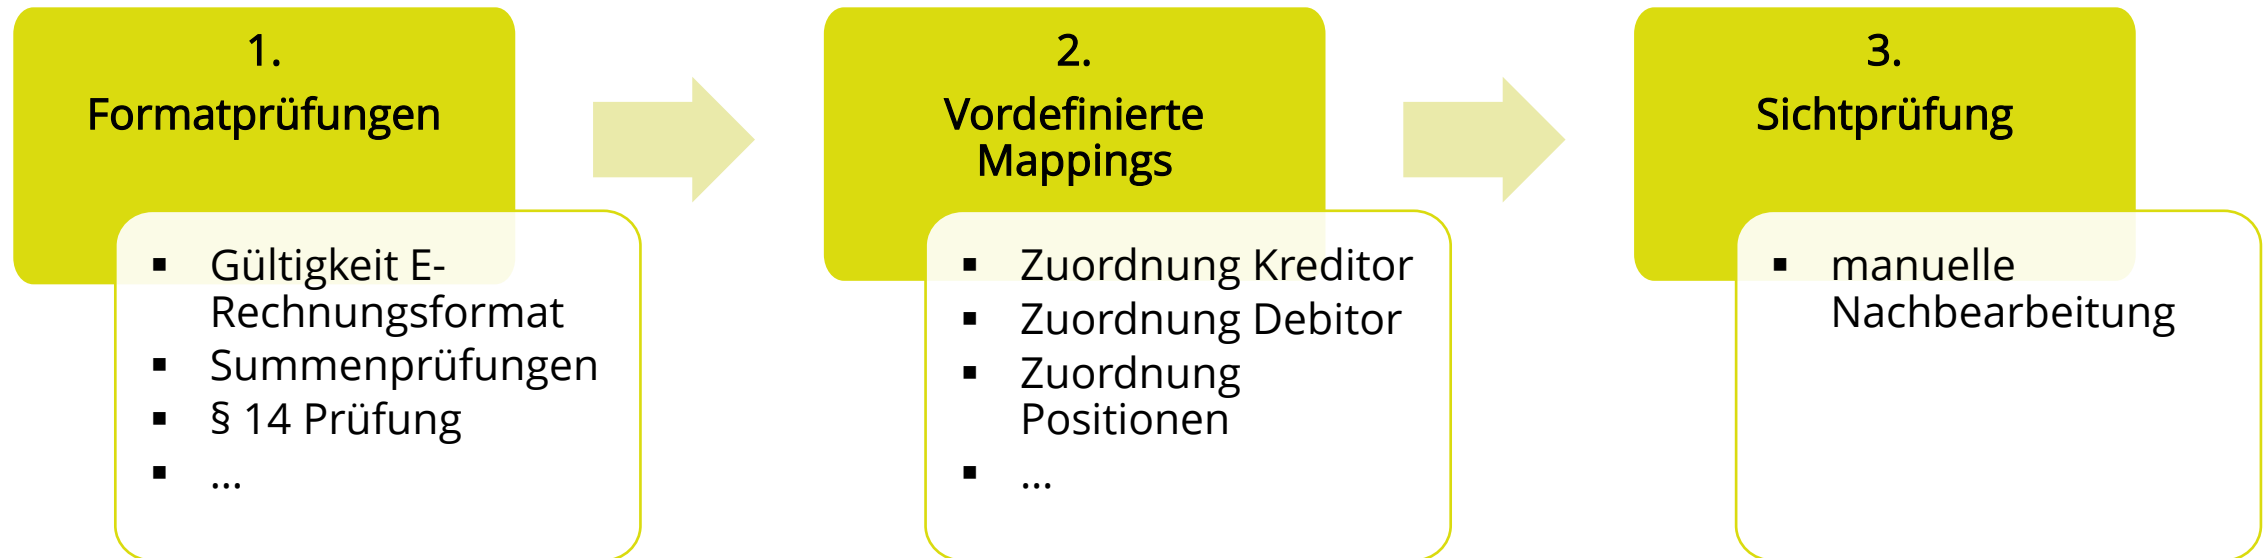 1.
Formatprüfungen
▪ Gültigkeit E-
Rechnungsformat
▪ Summenprüfungen
▪ § 14 Prüfung
▪ ...
2.
Vordefinierte
Mappings
▪ Zuordnung Kreditor
▪ Zuordnung Debitor
▪ Zuordnung
Positionen
▪ ...
3.
Sichtprüfung
▪ manuelle
Nachbearbeitung